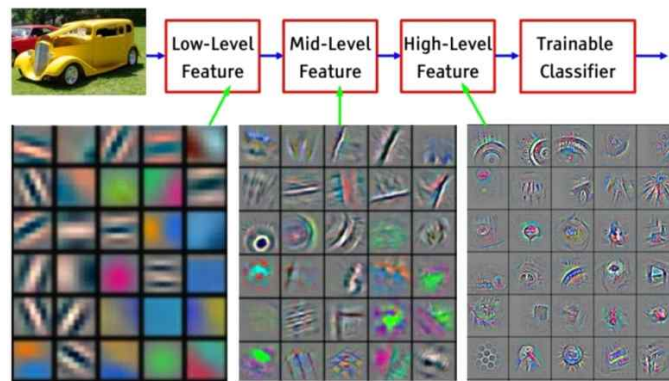 Low-Level
Feature
Mid-Level
Feature
High-Level
Feature
Trainable
Classifier